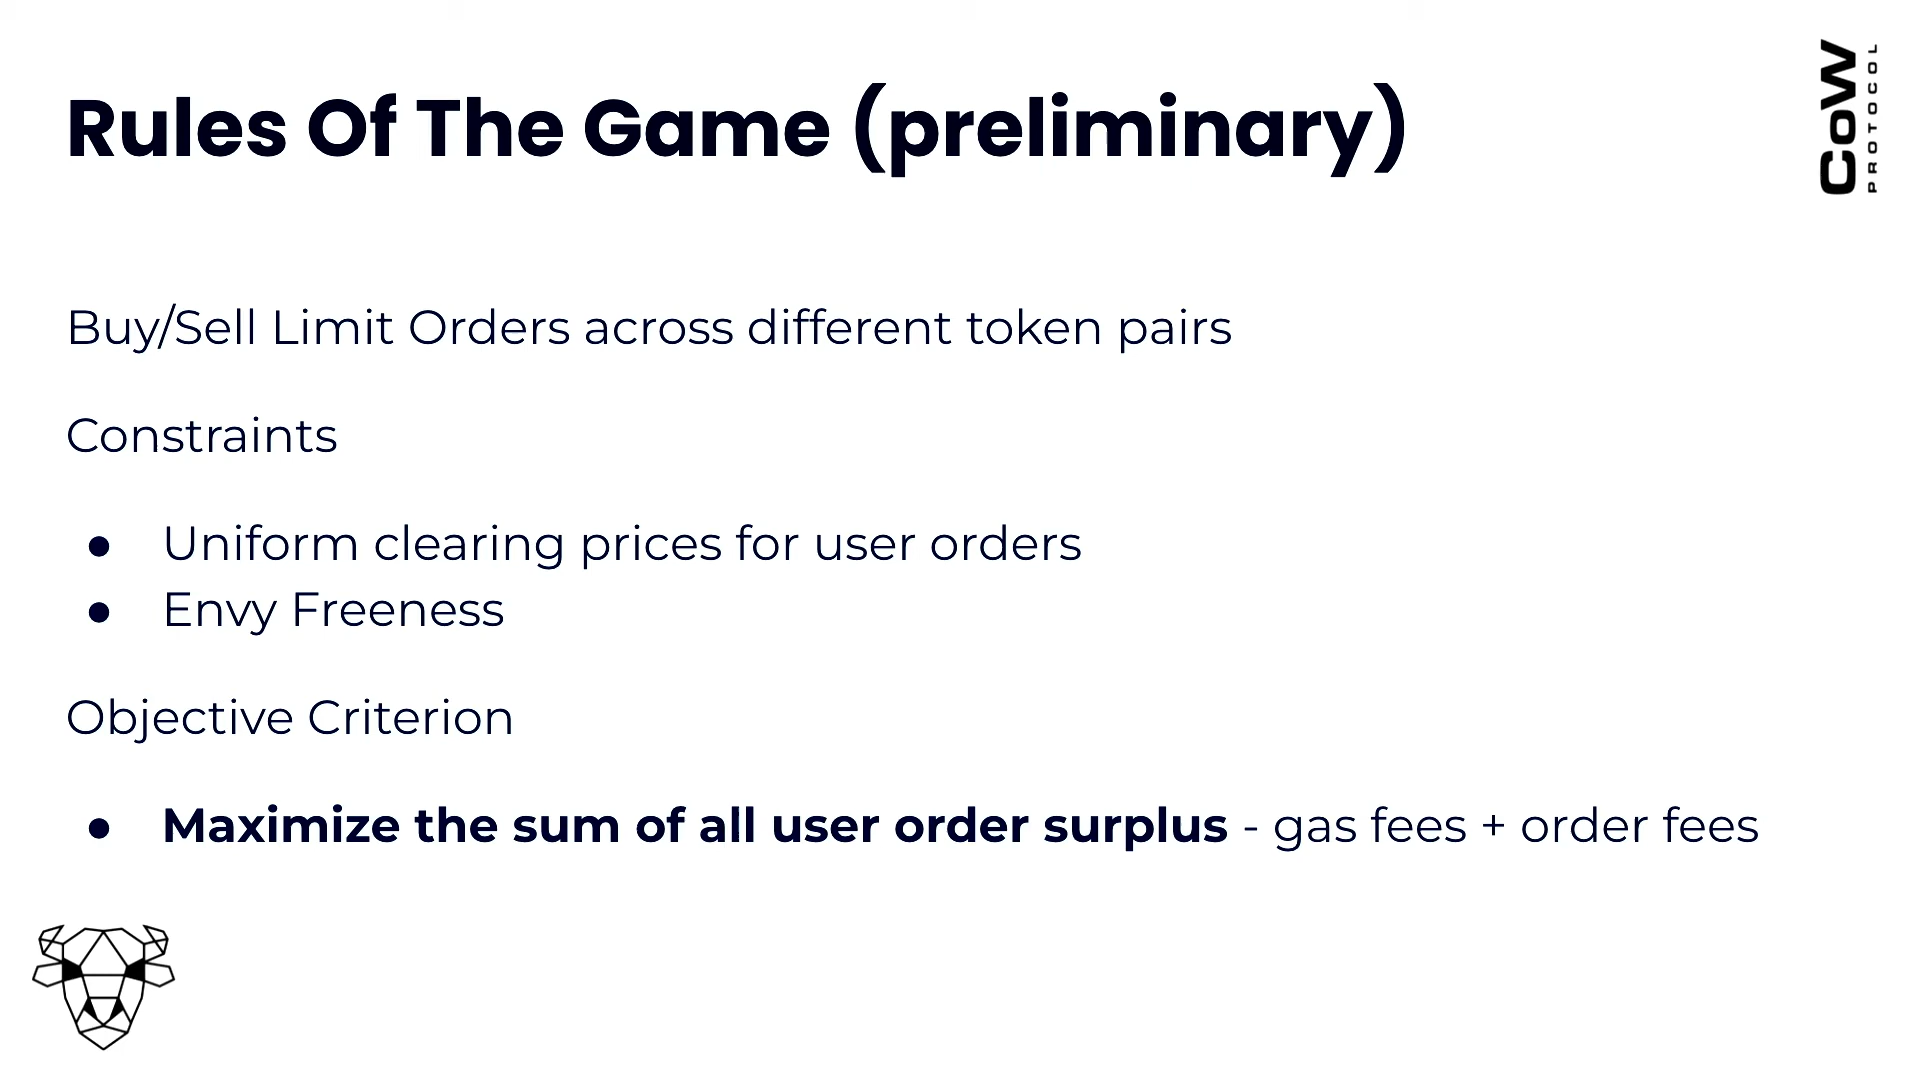 Rules Of The Game (preliminary)
CoW
PROTOCOL
Buy/Sell Limit Orders across different token pairs
Constraints
● Uniform clearing prices for user orders
● Envy Freeness
Objective Criterion
● Maximize the sum of all user order surplus - gas fees + order fees